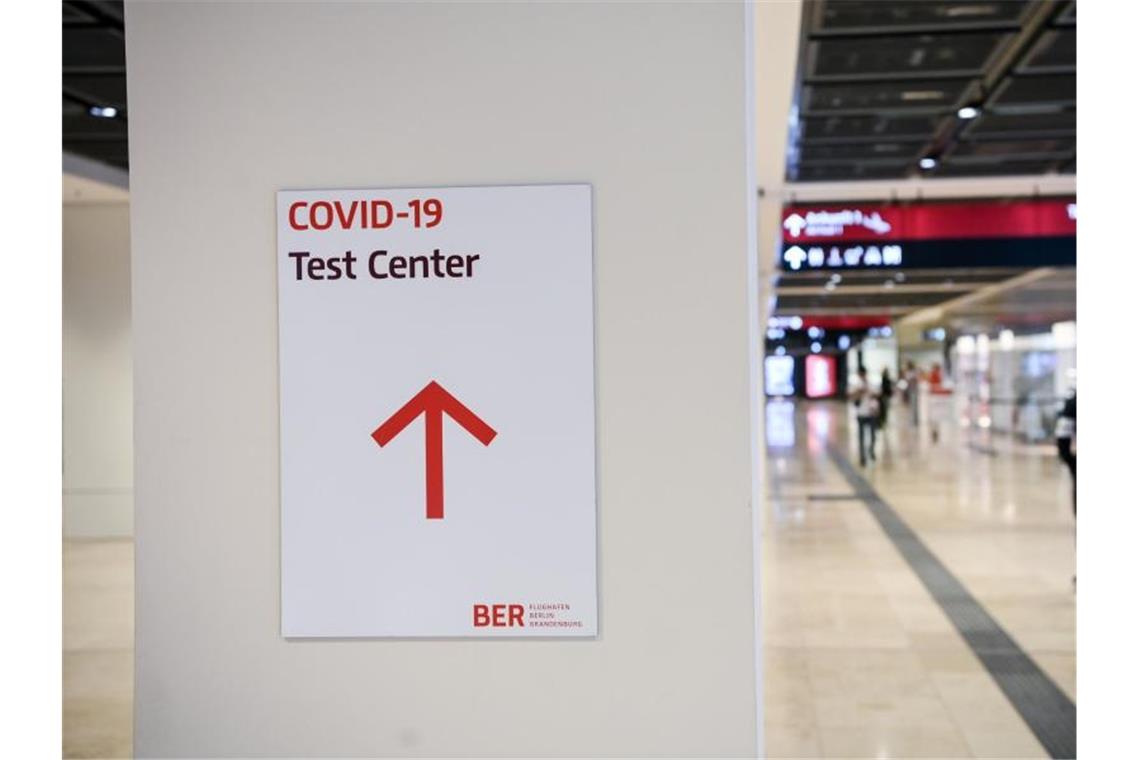 COVID-19
Test Center
BER
FLUGHAFEN
BERLIN
BRANDENBURG